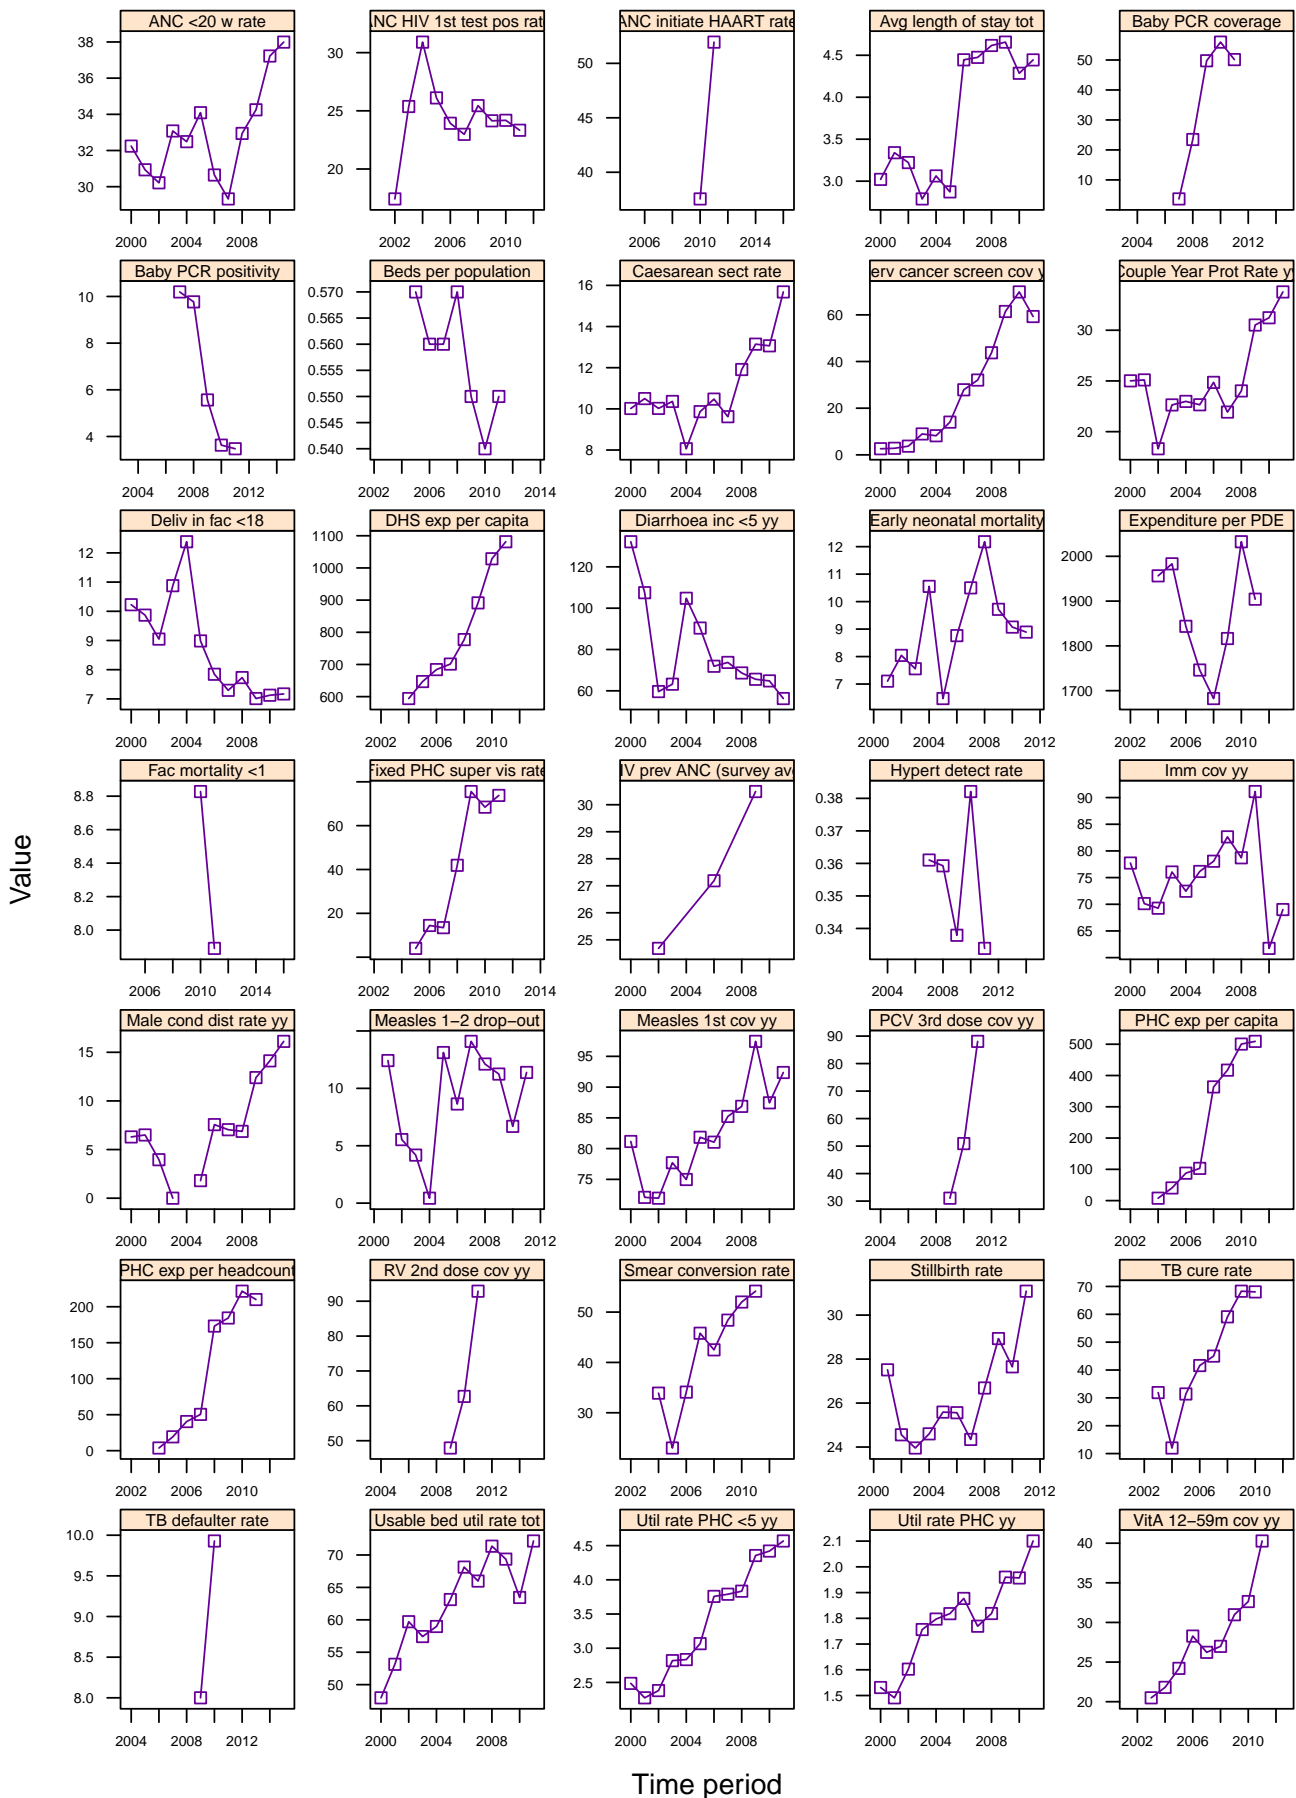 ANC <20 w rate
ANC HIV 1st test pos rate
ANC initiate HAART rate
Avg length of stay tot
Baby PCR coverage
38
36
34
32
30
30
25
20
50
45
40
4.5
4.0
3.5
3.0
50
40
30
20
10
2000 2004 2008
2002 2006 2010
2006 2010 2014
2000 2004 2008
2004 2008 2012
Baby PCR positivity
Beds per population
Caesarean sect rate
erv cancer screen cov y
Couple Year Prot Rate y
10
8
6
4
0.570
0.565
0.560
0.555
0.550
0.545
0.540
16
14
12
10
8
60
40
20
0
30
25
20
2004 2008 2012
2002 2006 2010 2014
2000 2004 2008
2000 2004 2008
2000 2004 2008
Deliv in fac <18
DHS exp per capita
Diarrhoea inc <5 yy
Early neonatal mortality
Expenditure per PDE
12
11
10
9
8
7
1100
1000
900
800
700
600
120
100
80
60
12
11
10
9
8
7
2000
1900
1800
1700
2000 2004 2008
2002 2006 2010
2000 2004 2008
2000 2004 2008 2012
2002 2006 2010
Fac mortality <1
Fixed PHC super vis rate
IV prev ANC (survey av
Hypert detect rate
Imm cov yy
8.8
8.6
8.4
8.2
8.0
60
40
20
30
29
28
27
26
25
0.38
0.37
0.36
0.35
0.34
90
85
80
75
70
65
2006 2010 2014
2002 2006 2010 2014
2000 2004 2008
2004 2008 2012
2000 2004 2008
Male cond dist rate yy
Measles 1−2 drop−out
Measles 1st cov yy
PCV 3rd dose cov yy
PHC exp per capita
15
10
5
0
10
5
0
95
90
85
80
75
90
80
70
60
50
40
30
500
400
300
200
100
0
2000 2004 2008
2000 2004 2008 2012
2000 2004 2008
2004 2008 2012
2002 2006 2010
PHC exp per headcount
RV 2nd dose cov yy
Smear conversion rate
Stillbirth rate
TB cure rate
200
150
100
50
0
90
80
70
60
50
50
40
30
30
28
26
24
70
60
50
40
30
20
10
2002 2006 2010
2004 2008 2012
2002 2006 2010
2000 2004 2008 2012
2002 2006 2010
TB defaulter rate
Usable bed util rate tot
Util rate PHC <5 yy
Util rate PHC yy
VitA 12−59m cov yy
10.0
9.5
9.0
8.5
8.0
70
65
60
55
50
4.5
4.0
3.5
3.0
2.5
2.1
2.0
1.9
1.8
1.7
1.6
1.5
40
35
30
25
20
2004 2008 2012
2000 2004 2008
2000 2004 2008
2000 2004 2008
2002 2006 2010
Value
Time period